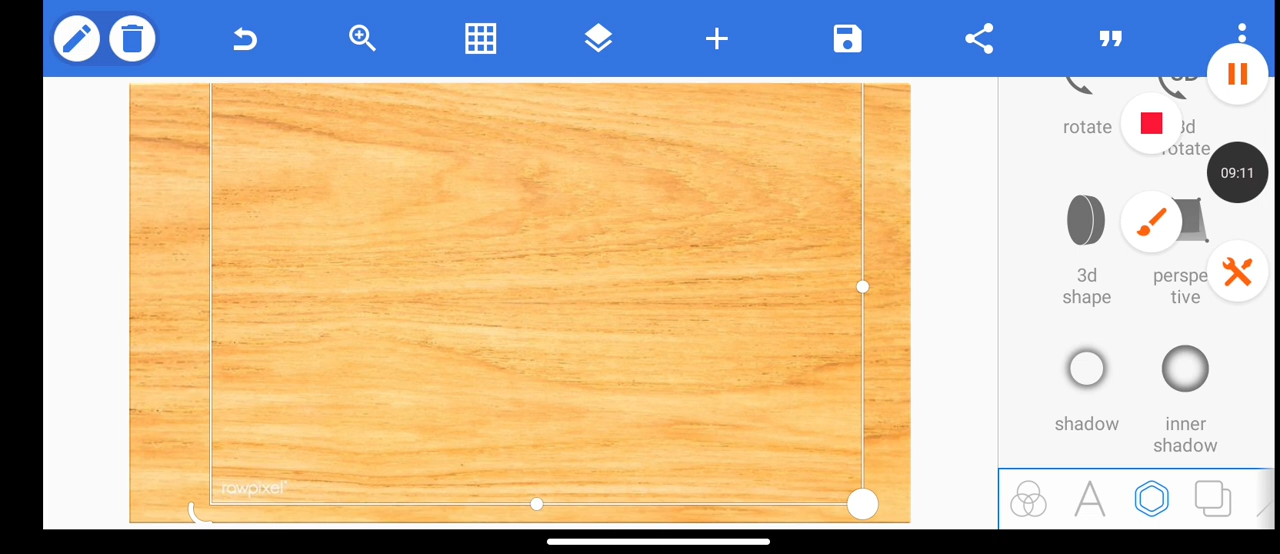 rotate
3d
rotate
09:11
3d
shape
perspe
tive
rawpixel
shadow
inner
shadow